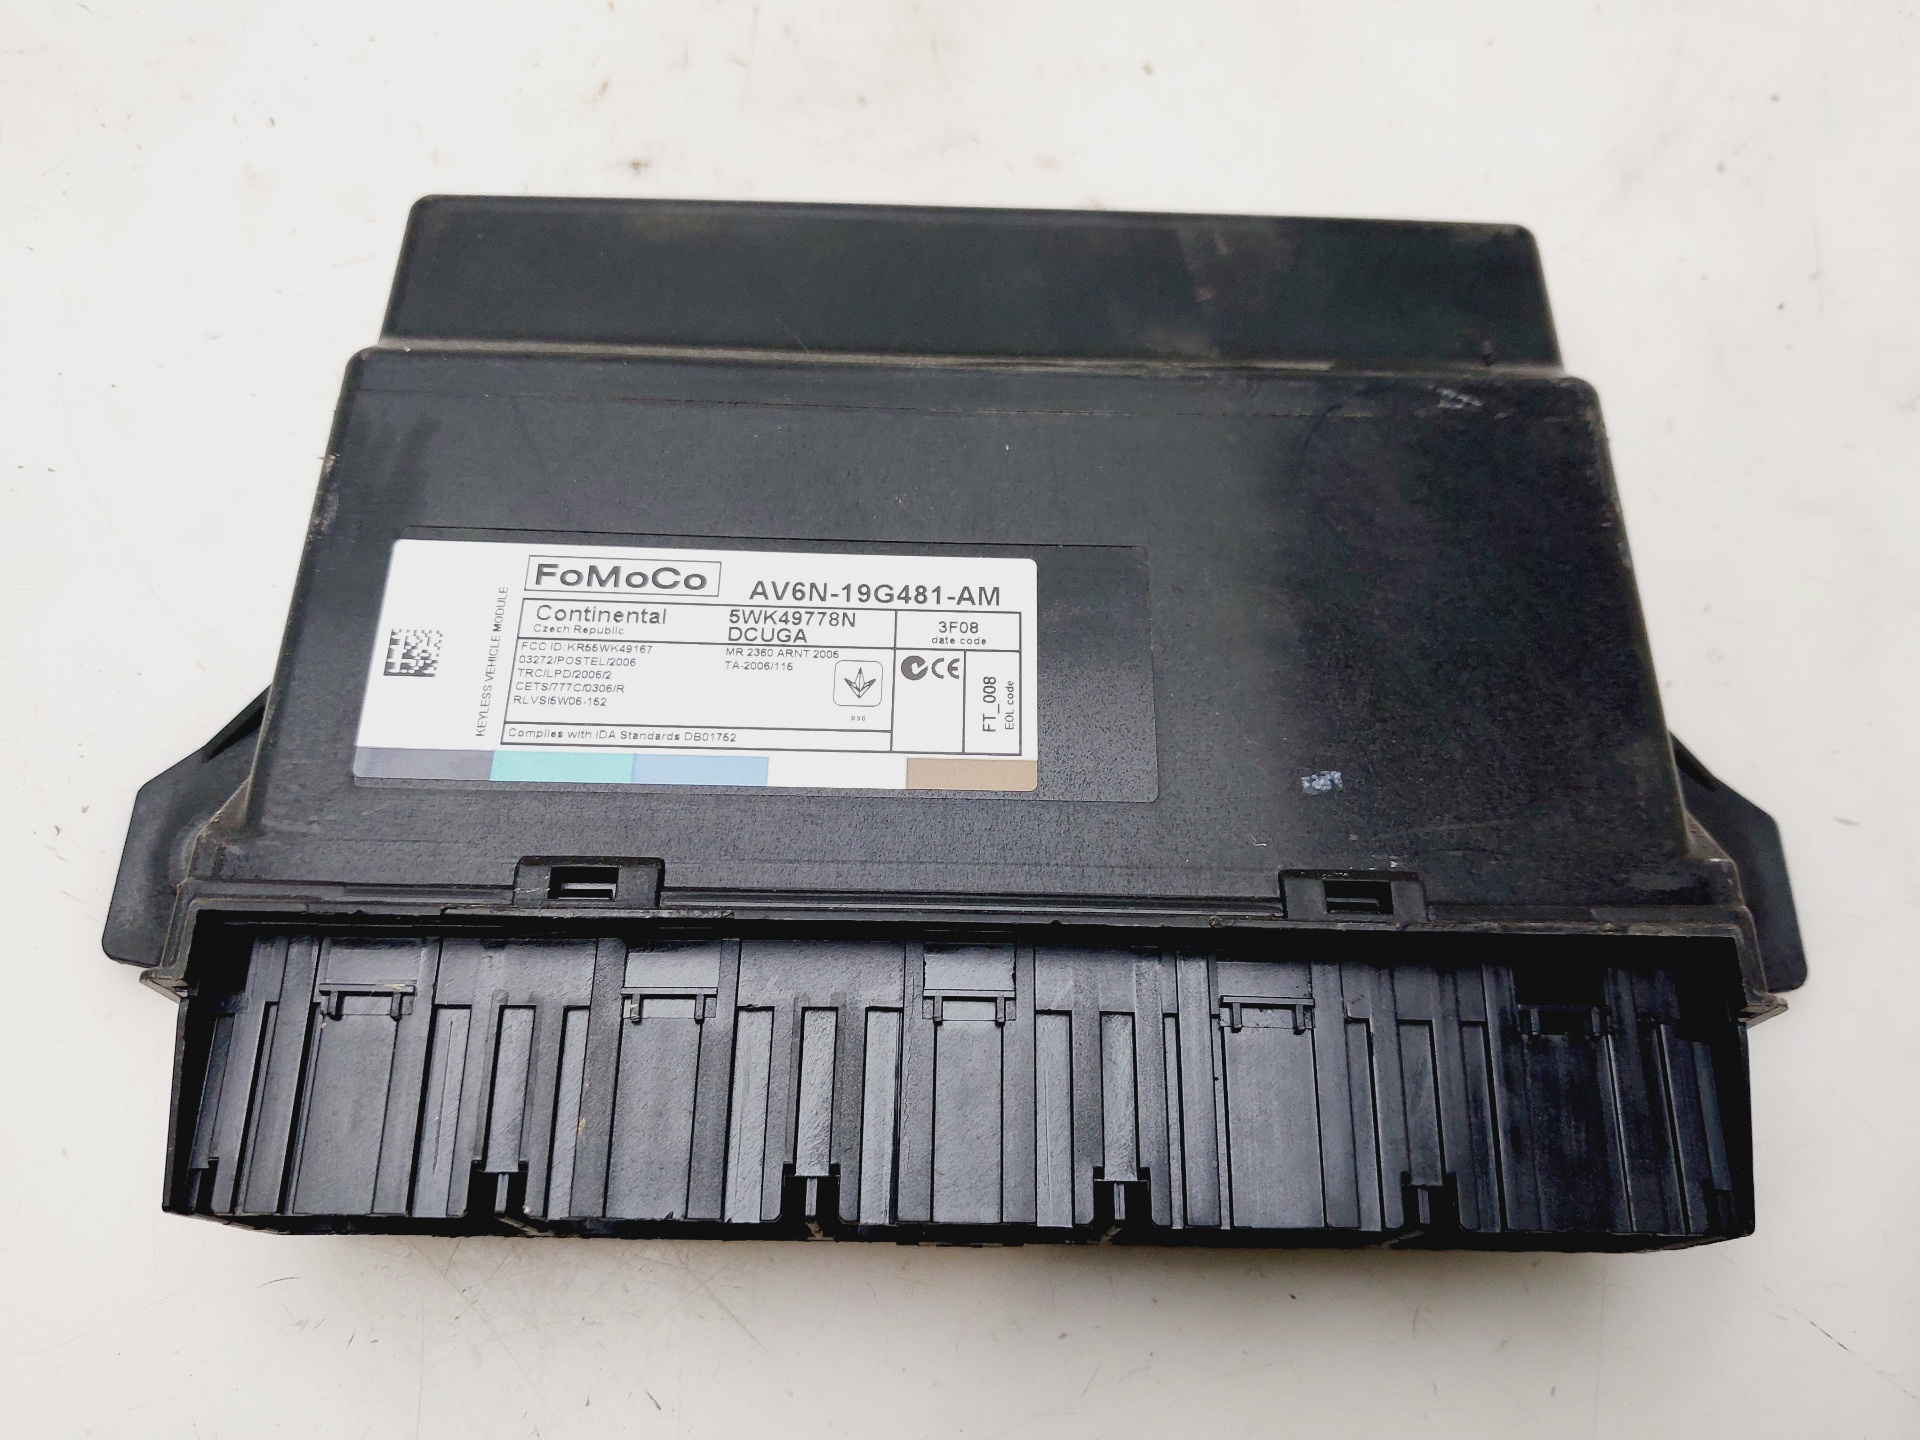 FoMoCo AV6N-19G481-AM
Continental 5WK49778N
Czech Republic DCUGA
3F08
date code
FCC ID:KR55WK49167 MR 2360 ARNT 2006
03272/POSTEL/2006 TA-2006/115
TRC/LPD/2006/2
CETS/777C/0306/R
RLVSI5W06-152
030
CE
Complies with IDA Standards DB01752
KEYLESS VEHICLE MODULE
FT_008
EOL code